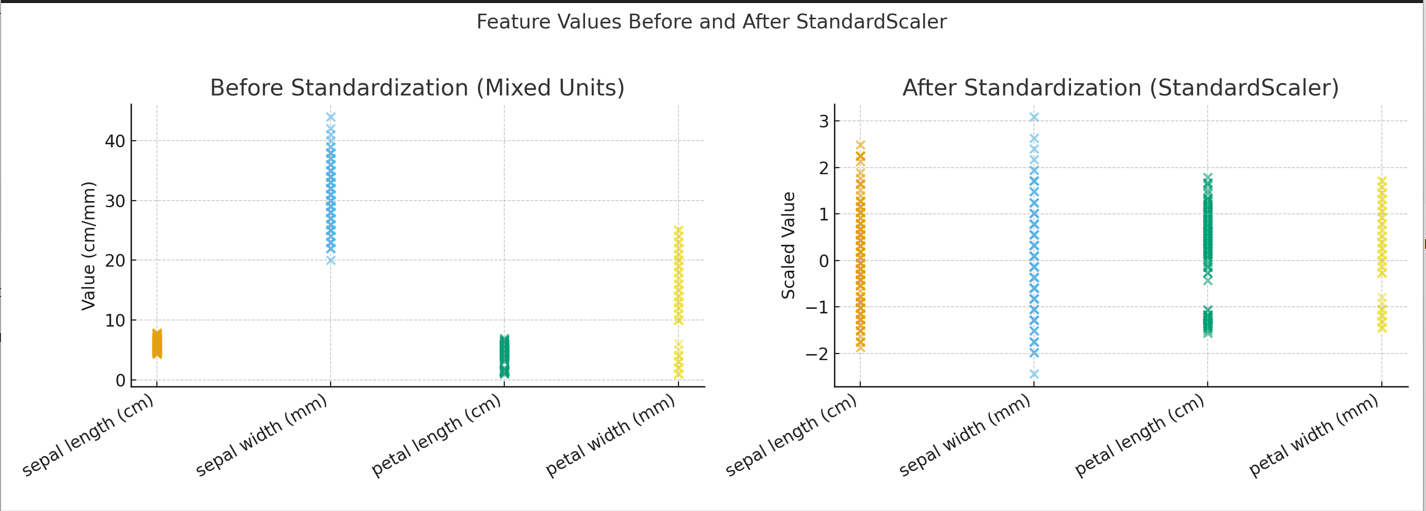 Feature Values Before and After StandardScaler
Before Standardization (Mixed Units)
Value (cm/mm)
40
30
20
10
0
sepal length (cm)
sepal width (mm)
petal length (cm)
petal width (mm)
After Standardization (StandardScaler)
Scaled Value
3
2
1
0
−1
−2
sepal length (cm)
sepal width (mm)
petal length (cm)
petal width (mm)